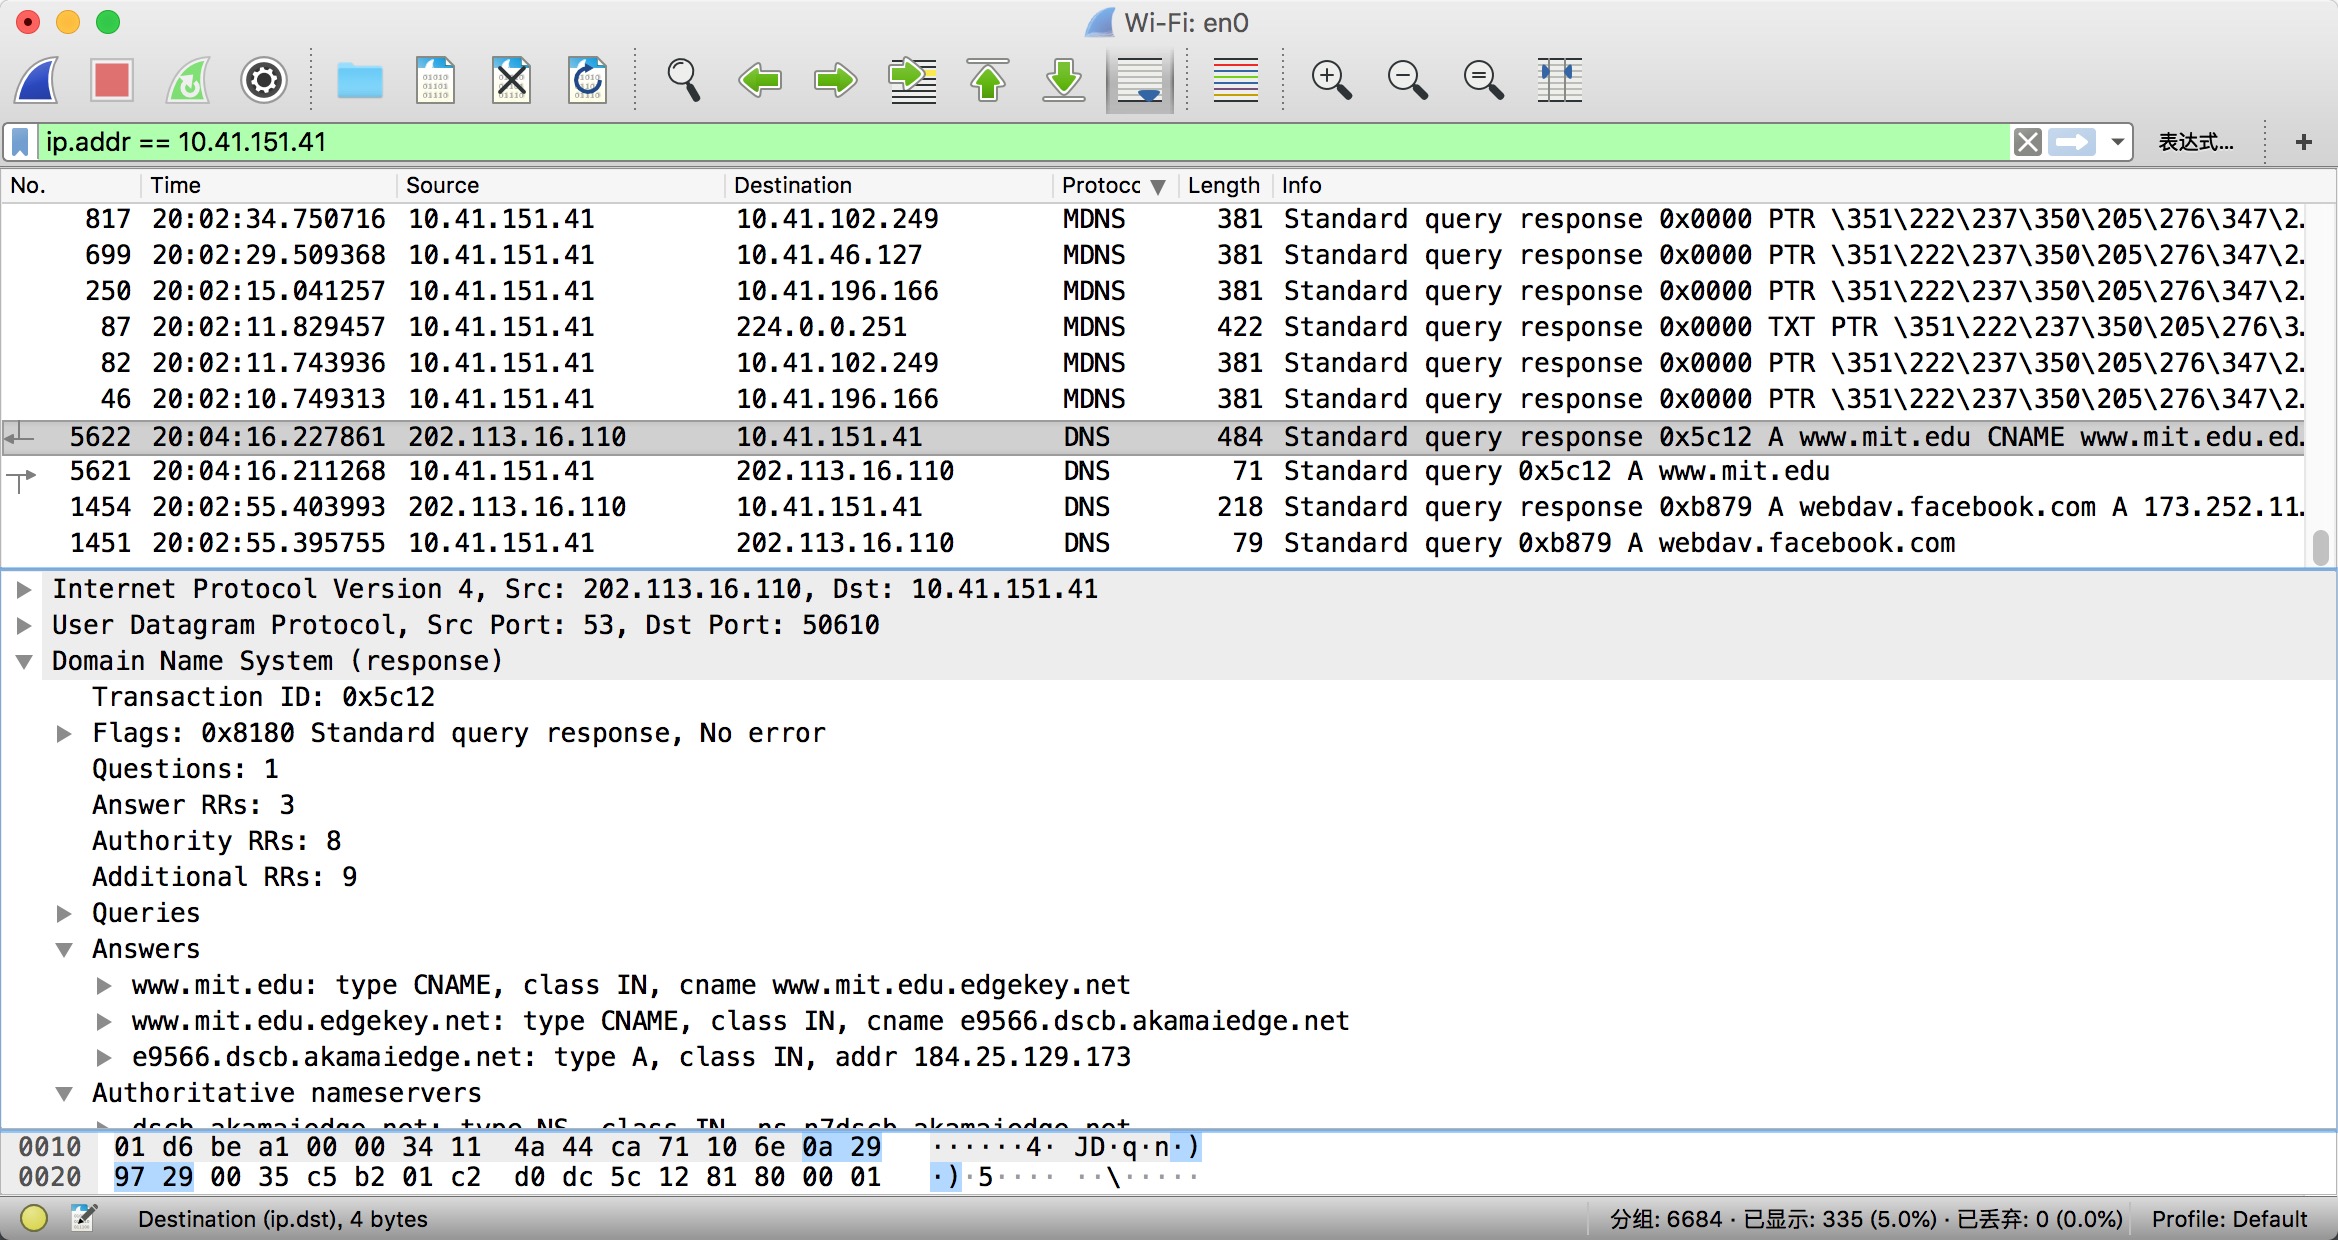 Wi-Fi: en0
ip.addr == 10.41.151.41 表达式... +
No. Time Source Destination Protoco Length Info
817 20:02:34.750716 10.41.151.41 10.41.102.249 MDNS 381 Standard query response 0x0000 PTR \351\222\237\350\205\276\347\2…
699 20:02:29.509368 10.41.151.41 10.41.46.127 MDNS 381 Standard query response 0x0000 PTR \351\222\237\350\205\276\347\2…
250 20:02:15.041257 10.41.151.41 10.41.196.166 MDNS 381 Standard query response 0x0000 PTR \351\222\237\350\205\276\347\2…
87 20:02:11.829457 10.41.151.41 224.0.0.251 MDNS 422 Standard query response 0x0000 TXT PTR \351\222\237\350\205\276\3…
82 20:02:11.743936 10.41.151.41 10.41.102.249 MDNS 381 Standard query response 0x0000 PTR \351\222\237\350\205\276\347\2…
46 20:02:10.749313 10.41.151.41 10.41.196.166 MDNS 381 Standard query response 0x0000 PTR \351\222\237\350\205\276\347\2…
5622 20:04:16.227861 202.113.16.110 10.41.151.41 DNS 484 Standard query response 0x5c12 A www.mit.edu CNAME www.mit.edu.ed…
5621 20:04:16.211268 10.41.151.41 202.113.16.110 DNS 71 Standard query 0x5c12 A www.mit.edu
1454 20:02:55.403993 202.113.16.110 10.41.151.41 DNS 218 Standard query response 0xb879 A webdav.facebook.com A 173.252.11…
1451 20:02:55.395755 10.41.151.41 202.113.16.110 DNS 79 Standard query 0xb879 A webdav.facebook.com
Internet Protocol Version 4, Src: 202.113.16.110, Dst: 10.41.151.41
User Datagram Protocol, Src Port: 53, Dst Port: 50610
Domain Name System (response)
Transaction ID: 0x5c12
Flags: 0x8180 Standard query response, No error
Questions: 1
Answer RRs: 3
Authority RRs: 8
Additional RRs: 9
Queries
Answers
www.mit.edu: type CNAME, class IN, cname www.mit.edu.edgekey.net
www.mit.edu.edgekey.net: type CNAME, class IN, cname e9566.dscb.akamaiedge.net
e9566.dscb.akamaiedge.net: type A, class IN, addr 184.25.129.173
Authoritative nameservers
dscb.akamaiedge.net: type NS, class IN, ns n7dscb.akamaiedge.net
0010 01 d6 be a1 00 00 34 11 4a 44 ca 71 10 6e 0a 29 ······4· JD·q·n·)
0020 97 29 00 35 c5 b2 01 c2 d0 dc 5c 12 81 80 00 01 ·)·5···· ··\·····
Destination (ip.dst), 4 bytes 分组: 6684 · 已显示: 335 (5.0%) · 已丢弃: 0 (0.0%) Profile: Default